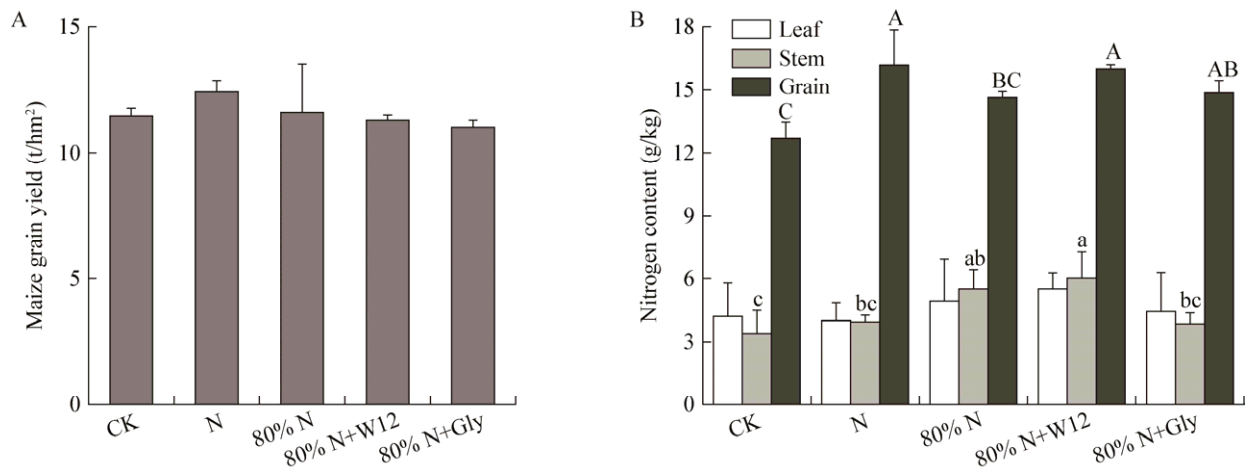 A
Maize grain yield (t/hm²)
15
10
5
0
CK
N
80% N
80% N+W12
80% N+Gly
B
Nitrogen content (g/kg)
18
15
12
9
6
3
0
Leaf
Stem
Grain
c
C
bc
A
ab
BC
a
A
bc
AB
CK
N
80% N
80% N+W12
80% N+Gly